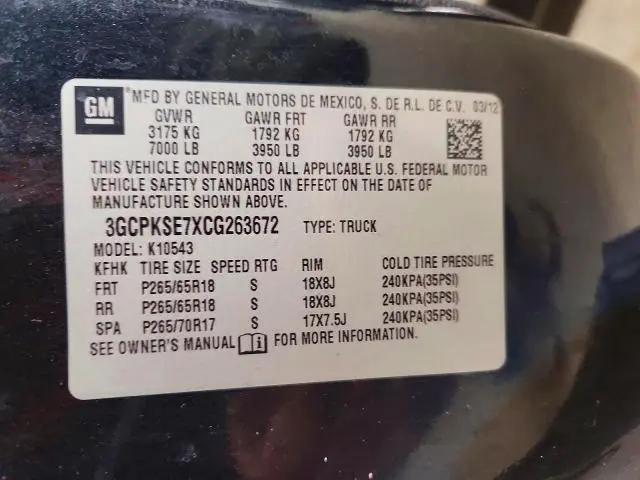 GM
*MFD BY GENERAL MOTORS DE MEXICO, S. DE R.L. DE C.V. 03/12
GVWR GAWR FRT GAWR RR
3175 KG 1792 KG 1792 KG
7000 LB 3950 LB 3950 LB
THIS VEHICLE CONFORMS TO ALL APPLICABLE U.S. FEDERAL MOTOR
VEHICLE SAFETY STANDARDS IN EFFECT ON THE DATE OF
MANUFACTURE SHOWN ABOVE.
3GCPKSE7XCG263672 TYPE: TRUCK
MODEL: K10543
KFHK TIRE SIZE SPEED RTG RIM COLD TIRE PRESSURE
FRT P265/65R18 S 18X8J 240KPA(35PSI)
RR P265/65R18 S 18X8J 240KPA(35PSI)
SPA P265/70R17 S 17X7.5J 240KPA(35PSI)
SEE OWNER'S MANUAL FOR MORE INFORMATION.